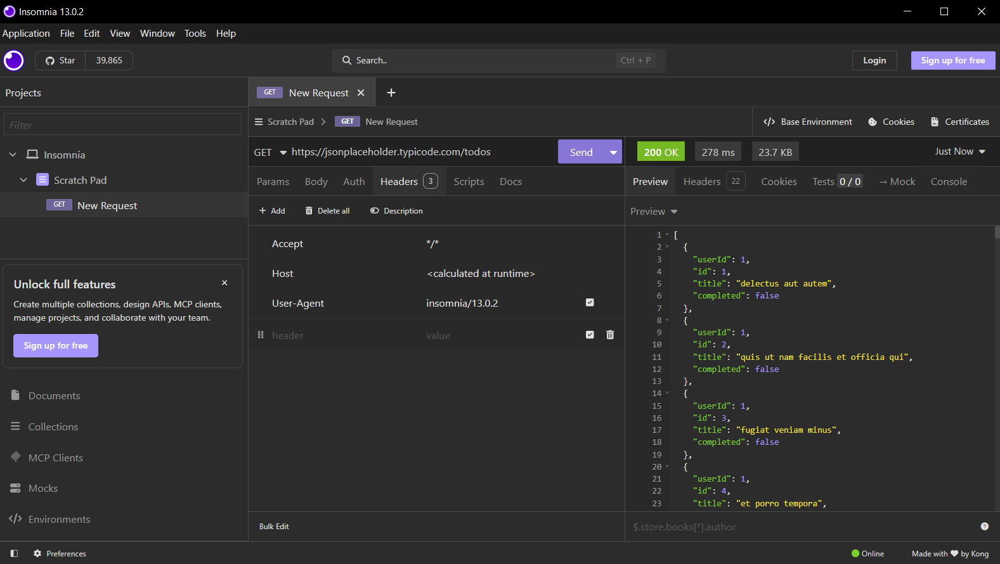 Insomnia 13.0.2
Application File Edit View Window Tools Help
Star 39,865
Search.. Ctrl + P
Login Sign up for free
Projects
Filter
Insomnia
Scratch Pad
GET New Request
Unlock full features
Create multiple collections, design APIs, MCP clients,
manage projects, and collaborate with your team.
Sign up for free
Documents
Collections
MCP Clients
Mocks
Environments
GET New Request
Scratch Pad GET New Request
Base Environment Cookies Certificates
GET https://jsonplaceholder.typicode.com/todos Send
Params Body Auth Headers 3 Scripts Docs
Add Delete all Description
Accept */*
Host <calculated at runtime>
User-Agent insomnia/13.0.2
header value
Bulk Edit
200 OK 278 ms 23.7 KB Just Now
Preview Headers 22 Cookies Tests 0 / 0 → Mock Console
Preview
1 [
2 {
3 "userId": 1,
4 "id": 1,
5 "title": "delectus aut autem",
6 "completed": false
7 },
8 {
9 "userId": 1,
10 "id": 2,
11 "title": "quis ut nam facilis et officia qui",
12 "completed": false
13 },
14 {
15 "userId": 1,
16 "id": 3,
17 "title": "fugiat veniam minus",
18 "completed": false
19 },
20 {
21 "userId": 1,
22 "id": 4,
23 "title": "et porro tempora",
$.store.books[*].author
Preferences
Online Made with ❤ by Kong